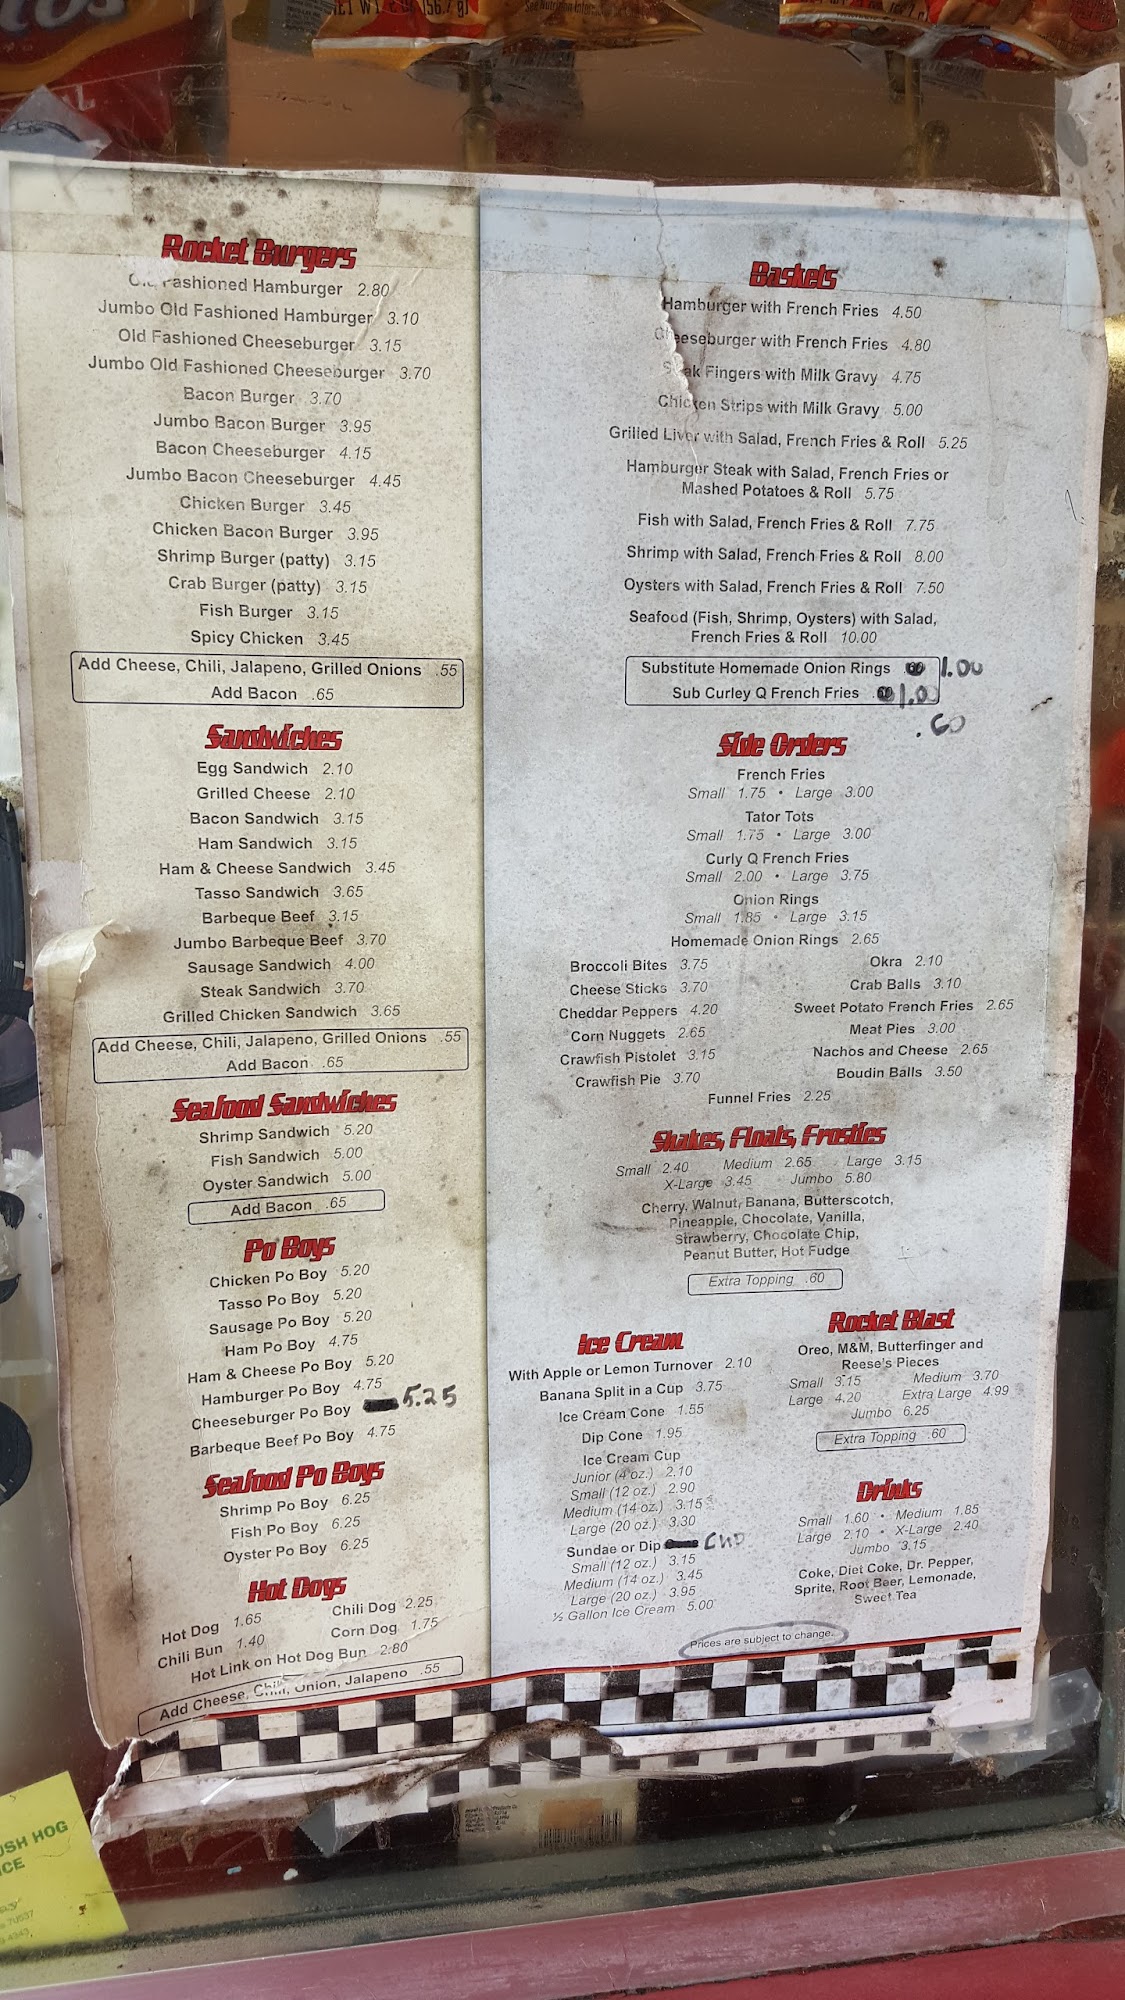 NET WT. 2 OZ (56.7 g)
Rocket Burgers
Old Fashioned Hamburger 2.80
Jumbo Old Fashioned Hamburger 3.10
Old Fashioned Cheeseburger 3.15
Jumbo Old Fashioned Cheeseburger 3.70
Bacon Burger 3.70
Jumbo Bacon Burger 3.95
Bacon Cheeseburger 4.15
Jumbo Bacon Cheeseburger 4.45
Chicken Burger 3.45
Chicken Bacon Burger 3.95
Shrimp Burger (patty) 3.15
Crab Burger (patty) 3.15
Fish Burger 3.15
Spicy Chicken 3.45
Add Cheese, Chili, Jalapeno, Grilled Onions .55
Add Bacon .65
Sandwiches
Egg Sandwich 2.10
Grilled Cheese 2.10
Bacon Sandwich 3.15
Ham Sandwich 3.15
Ham & Cheese Sandwich 3.45
Tasso Sandwich 3.65
Barbeque Beef 3.15
Jumbo Barbeque Beef 3.70
Sausage Sandwich 4.00
Steak Sandwich 3.70
Grilled Chicken Sandwich 3.65
Add Cheese, Chili, Jalapeno, Grilled Onions .55
Add Bacon .65
Seafood Sandwiches
Shrimp Sandwich 5.20
Fish Sandwich 5.00
Oyster Sandwich 5.00
Add Bacon .65
Po Boys
Chicken Po Boy 5.20
Tasso Po Boy 5.20
Sausage Po Boy 5.20
Ham Po Boy 4.75
Ham & Cheese Po Boy 5.20
Hamburger Po Boy 4.75
Cheeseburger Po Boy 5.25
Barbeque Beef Po Boy 4.75
Seafood Po Boys
Shrimp Po Boy 6.25
Fish Po Boy 6.25
Oyster Po Boy 6.25
Hot Dogs
Hot Dog 1.65 Chili Dog 2.25
Chili Bun 1.40 Corn Dog 1.75
Hot Link on Hot Dog Bun 2.80
Add Cheese, Chili, Onion, Jalapeno .55
Baskets
Hamburger with French Fries 4.50
Cheeseburger with French Fries 4.80
Steak Fingers with Milk Gravy 4.75
Chicken Strips with Milk Gravy 5.00
Grilled Liver with Salad, French Fries & Roll 5.25
Hamburger Steak with Salad, French Fries or
Mashed Potatoes & Roll 5.75
Fish with Salad, French Fries & Roll 7.75
Shrimp with Salad, French Fries & Roll 8.00
Oysters with Salad, French Fries & Roll 7.50
Seafood (Fish, Shrimp, Oysters) with Salad,
French Fries & Roll 10.00
Substitute Homemade Onion Rings 1.00
Sub Curley Q French Fries 1.00
.60
Side Orders
French Fries
Small 1.75 • Large 3.00
Tator Tots
Small 1.75 • Large 3.00
Curly Q French Fries
Small 2.00 • Large 3.75
Onion Rings
Small 1.85 • Large 3.15
Homemade Onion Rings 2.65
Broccoli Bites 3.75 Okra 2.10
Cheese Sticks 3.70 Crab Balls 3.10
Cheddar Peppers 4.20 Sweet Potato French Fries 2.65
Corn Nuggets 2.65 Meat Pies 3.00
Crawfish Pistolet 3.15 Nachos and Cheese 2.65
Crawfish Pie 3.70 Boudin Balls 3.50
Funnel Fries 2.25
Shakes, Floats, Frosties
Small 2.40 Medium 2.65 Large 3.15
X-Large 3.45 Jumbo 5.80
Cherry, Walnut, Banana, Butterscotch,
Pineapple, Chocolate, Vanilla,
Strawberry, Chocolate Chip,
Peanut Butter, Hot Fudge
Extra Topping .60
Ice Cream
With Apple or Lemon Turnover 2.10
Banana Split in a Cup 3.75
Ice Cream Cone 1.55
Dip Cone 1.95
Ice Cream Cup
Junior (4 oz.) 2.10
Small (12 oz.) 2.90
Medium (14 oz.) 3.15
Large (20 oz.) 3.30
Sundae or Dip Cup
Small (12 oz.) 3.15
Medium (14 oz.) 3.45
Large (20 oz.) 3.95
½ Gallon Ice Cream 5.00
Rocket Blast
Oreo, M&M, Butterfinger and
Reese's Pieces
Small 3.15 Medium 3.70
Large 4.20 Extra Large 4.99
Jumbo 6.25
Extra Topping .60
Drinks
Small 1.60 • Medium 1.85
Large 2.10 • X-Large 2.40
Jumbo 3.15
Coke, Diet Coke, Dr. Pepper,
Sprite, Root Beer, Lemonade,
Sweet Tea
Prices are subject to change.
USH HOG
ICE